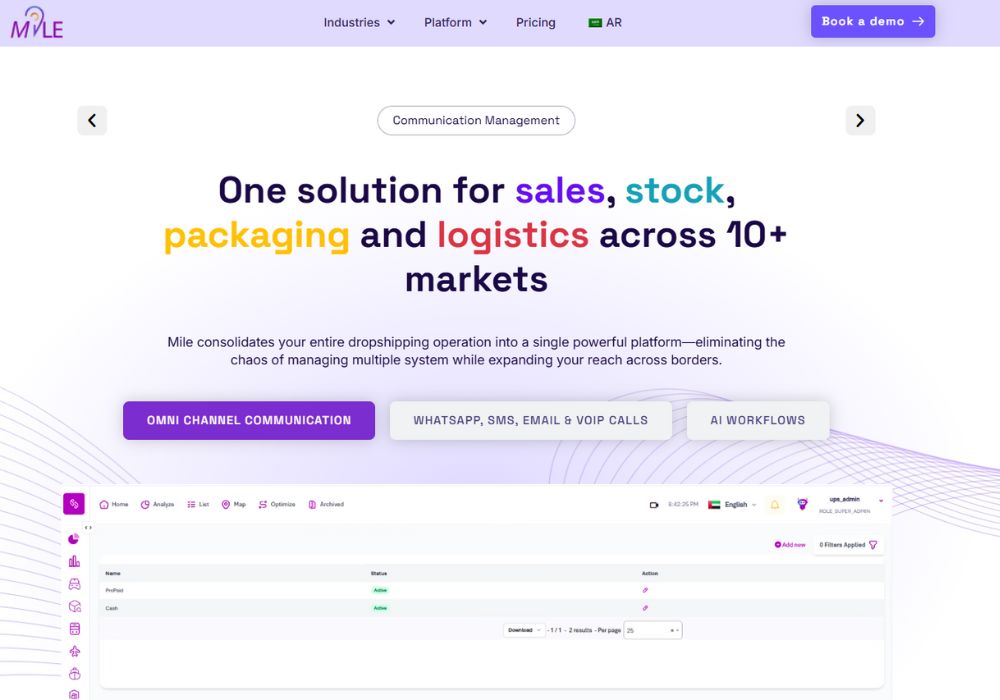 MILE
Industries Platform Pricing AR Book a demo →
Communication Management
One solution for sales, stock,
packaging and logistics across 10+
markets
Mile consolidates your entire dropshipping operation into a single powerful platform—eliminating the
chaos of managing multiple system while expanding your reach across borders.
OMNI CHANNEL COMMUNICATION WHATSAPP, SMS, EMAIL & VOIP CALLS AI WORKFLOWS
Home Analyze List Map Optimize Archived 8:42:25 PM English ups_admin
ROLE_SUPER_ADMIN
Add new 0 Filters Applied
Name Status Action
PrePaid Active
Cash Active
Download - 1 / 1 - 2 results - Per page 25